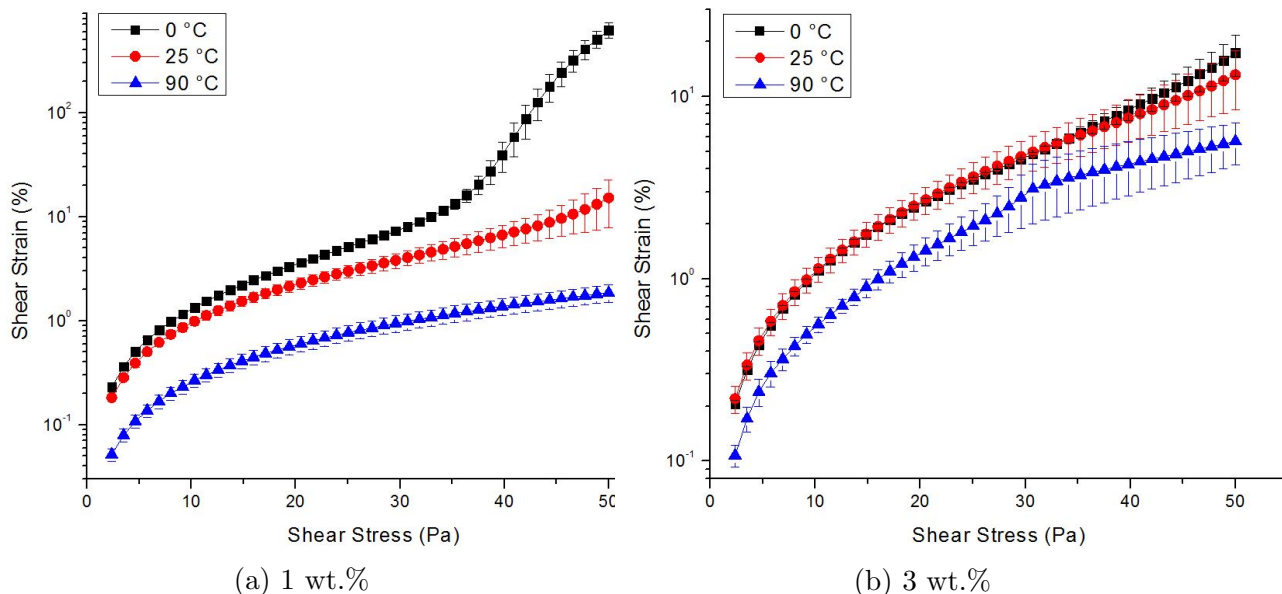 0 °C
25 °C
90 °C
Shear Strain (%)
10^2
10^1
10^0
10^-1
0 10 20 30 40 50
Shear Stress (Pa)
(a) 1 wt.%
0 °C
25 °C
90 °C
Shear Strain (%)
10^1
10^0
10^-1
0 10 20 30 40 50
Shear Stress (Pa)
(b) 3 wt.%